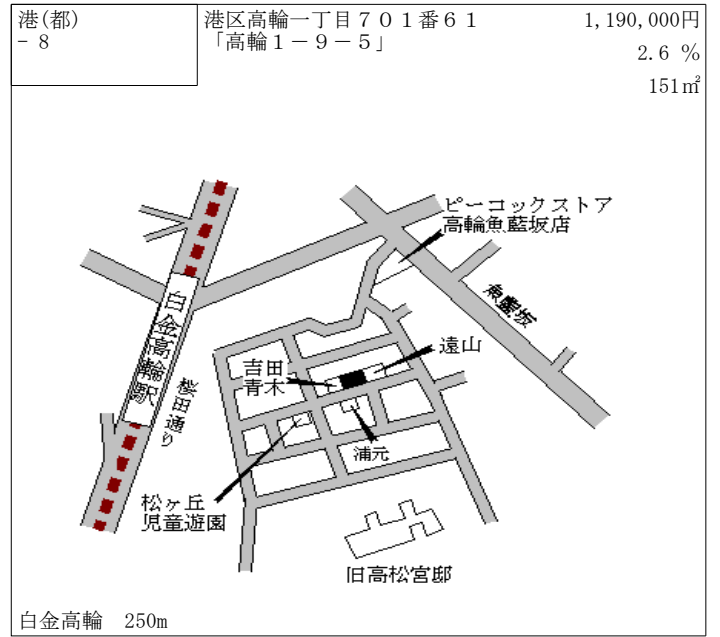 港(都)
－8
港区高輪一丁目７０１番６１
「高輪１－９－５」
1,190,000円
2.6 %
151㎡
ピーコックストア
高輪魚藍坂店
魚藍坂
白金高輪駅
桜田通り
吉田
青木
遠山
浦元
松ヶ丘
児童遊園
旧高松宮邸
白金高輪　250m